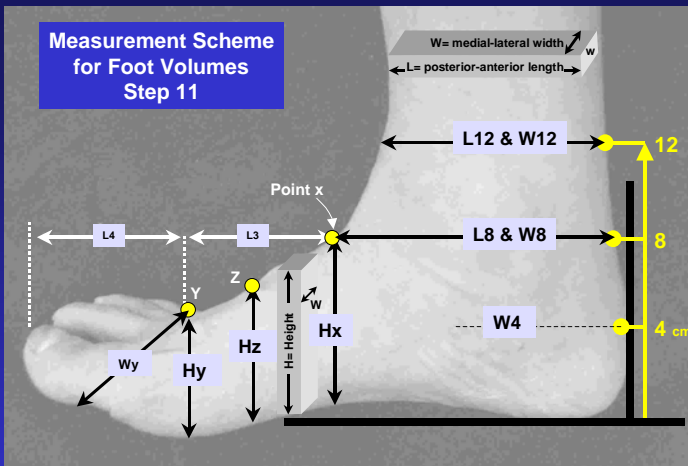 Measurement Scheme
for Foot Volumes
Step 11
W= medial-lateral width
W
L= posterior-anterior length
L12 & W12
12
Point x
L4
L3
L8 & W8
8
Y
Z
W
H= Height
Hx
W4
4 cm
Wy
Hy
Hz